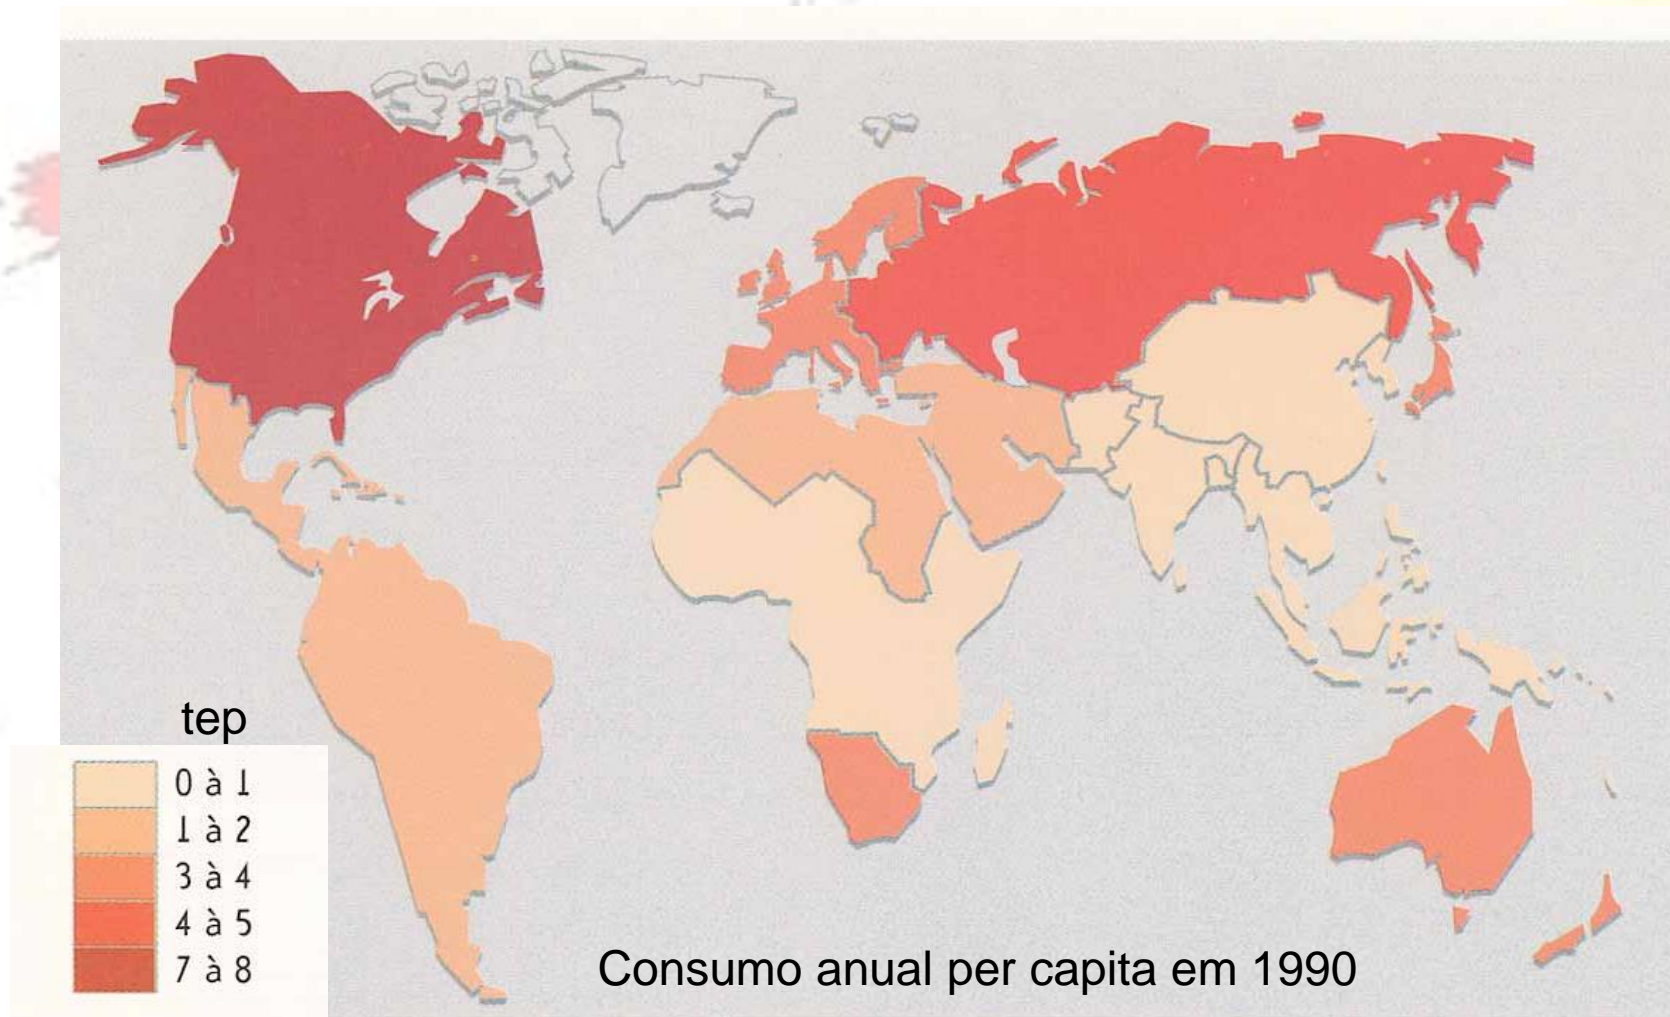 tep
0 à 1
1 à 2
3 à 4
4 à 5
7 à 8
Consumo anual per capita em 1990